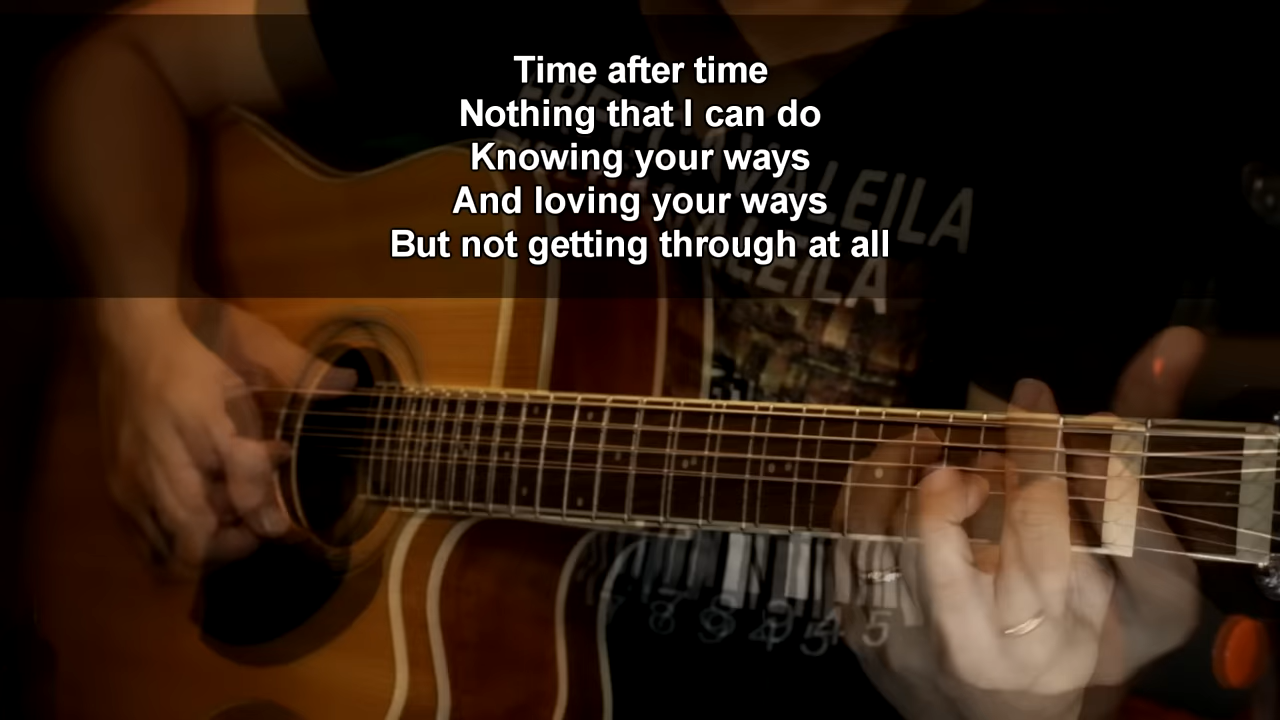 Time after time
Nothing that I can do
Knowing your ways
And loving your ways
But not getting through at all